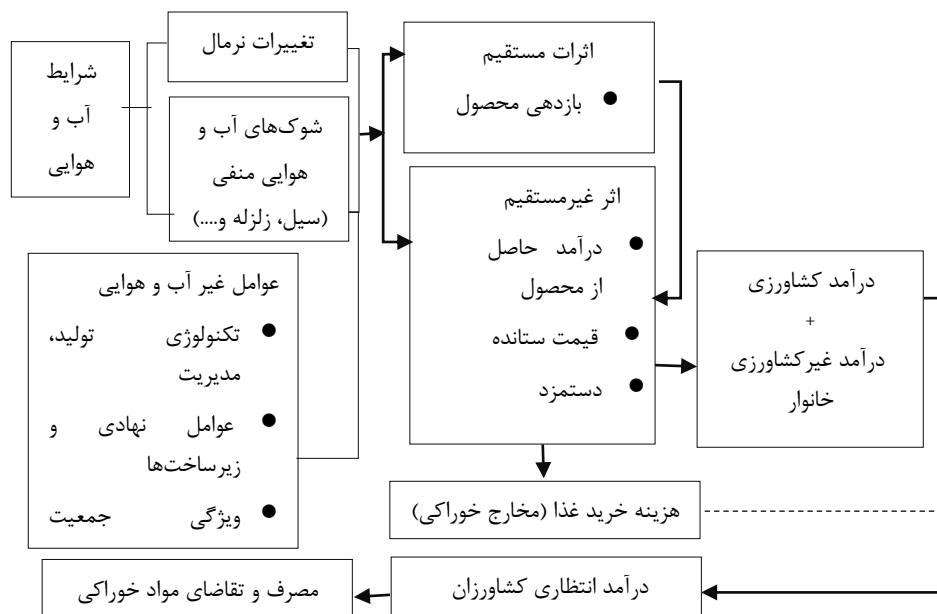 شرایط
آب و
هوایی
تغییرات نرمال
شوک‌های آب و
هوایی منفی
(سیل، زلزله و....)
عوامل غیر آب و هوایی
● تکنولوژی تولید،
مدیریت
● عوامل نهادی و
زیرساخت‌ها
● ویژگی جمعیت
اثرات مستقیم
● بازدهی محصول
اثر غیرمستقیم
● درآمد حاصل
از محصول
● قیمت ستانده
● دستمزد
درآمد کشاورزی
+
درآمد غیرکشاورزی
خانوار
هزینه خرید غذا (مخارج خوراکی)
درآمد انتظاری کشاورزان
مصرف و تقاضای مواد خوراکی